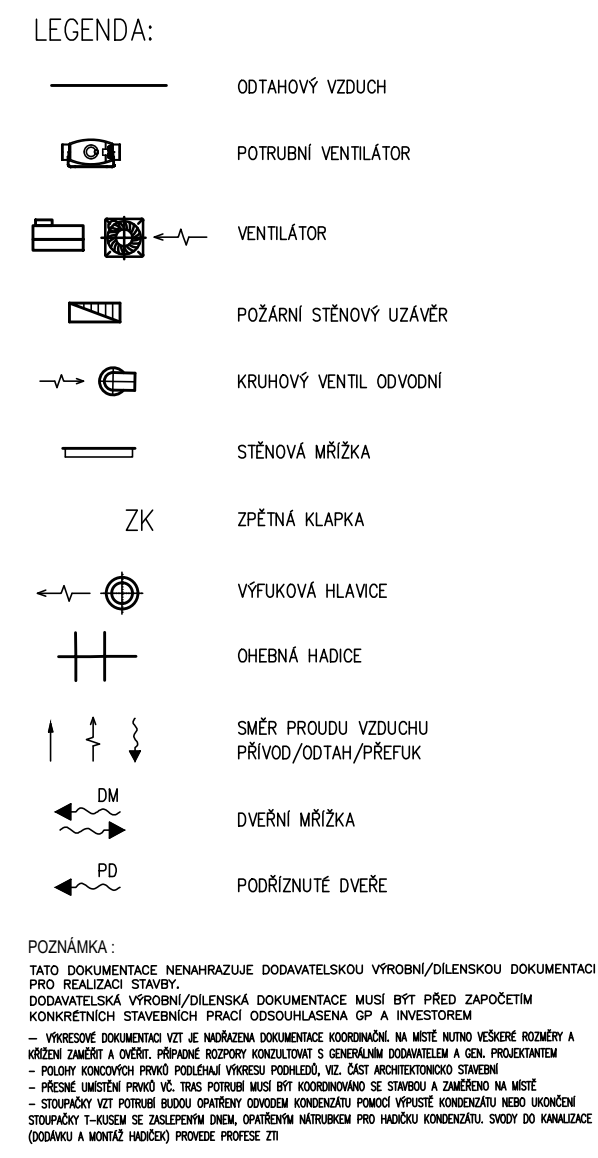 LEGENDA:
ODTAHOVÝ VZDUCH
POTRUBNÍ VENTILÁTOR
VENTILÁTOR
POŽÁRNÍ STĚNOVÝ UZÁVĚR
KRUHOVÝ VENTIL ODVODNÍ
STĚNOVÁ MŘÍŽKA
ZK ZPĚTNÁ KLAPKA
VÝFUKOVÁ HLAVICE
OHEBNÁ HADICE
SMĚR PROUDU VZDUCHU
PŘÍVOD/ODTAH/PŘEFUK
DM
DVEŘNÍ MŘÍŽKA
PD
PODŘÍZNUTÉ DVEŘE
POZNÁMKA :
TATO DOKUMENTACE NENAHRAZUJE DODAVATELSKOU VÝROBNÍ/DÍLENSKOU DOKUMENTACI
PRO REALIZACI STAVBY.
DODAVATELSKÁ VÝROBNÍ/DÍLENSKÁ DOKUMENTACE MUSÍ BÝT PŘED ZAPOČETÍM
KONKRÉTNÍCH STAVEBNÍCH PRACÍ ODSOUHLASENA GP A INVESTOREM
– VÝKRESOVÉ DOKUMENTACI VZT JE NADŘAZENA DOKUMENTACE KOORDINAČNÍ. NA MÍSTĚ NUTNO VEŠKERÉ ROZMĚRY A
KŘÍŽENÍ ZAMĚŘIT A OVĚŘIT. PŘÍPADNÉ ROZPORY KONZULTOVAT S GENERÁLNÍM DODAVATELEM A GEN. PROJEKTANTEM
– POLOHY KONCOVÝCH PRVKŮ PODLÉHAJÍ VÝKRESU PODHLEDŮ, VIZ. ČÁST ARCHITEKTONICKO STAVEBNÍ
– PŘESNÉ UMÍSTĚNÍ PRVKŮ VČ. TRAS POTRUBÍ MUSÍ BÝT KOORDINOVÁNO SE STAVBOU A ZAMĚŘENO NA MÍSTĚ
– STOUPAČKY VZT POTRUBÍ BUDOU OPATŘENY ODVODEM KONDENZÁTU POMOCÍ VÝPUSTĚ KONDENZÁTU NEBO UKONČENÍ
STOUPAČKY T-KUSEM SE ZASLEPENÝM DNEM, OPATŘENÝM NÁTRUBKEM PRO HADIČKU KONDENZÁTU. SVODY DO KANALIZACE
(DODÁVKU A MONTÁŽ HADIČEK) PROVEDE PROFESE ZTI